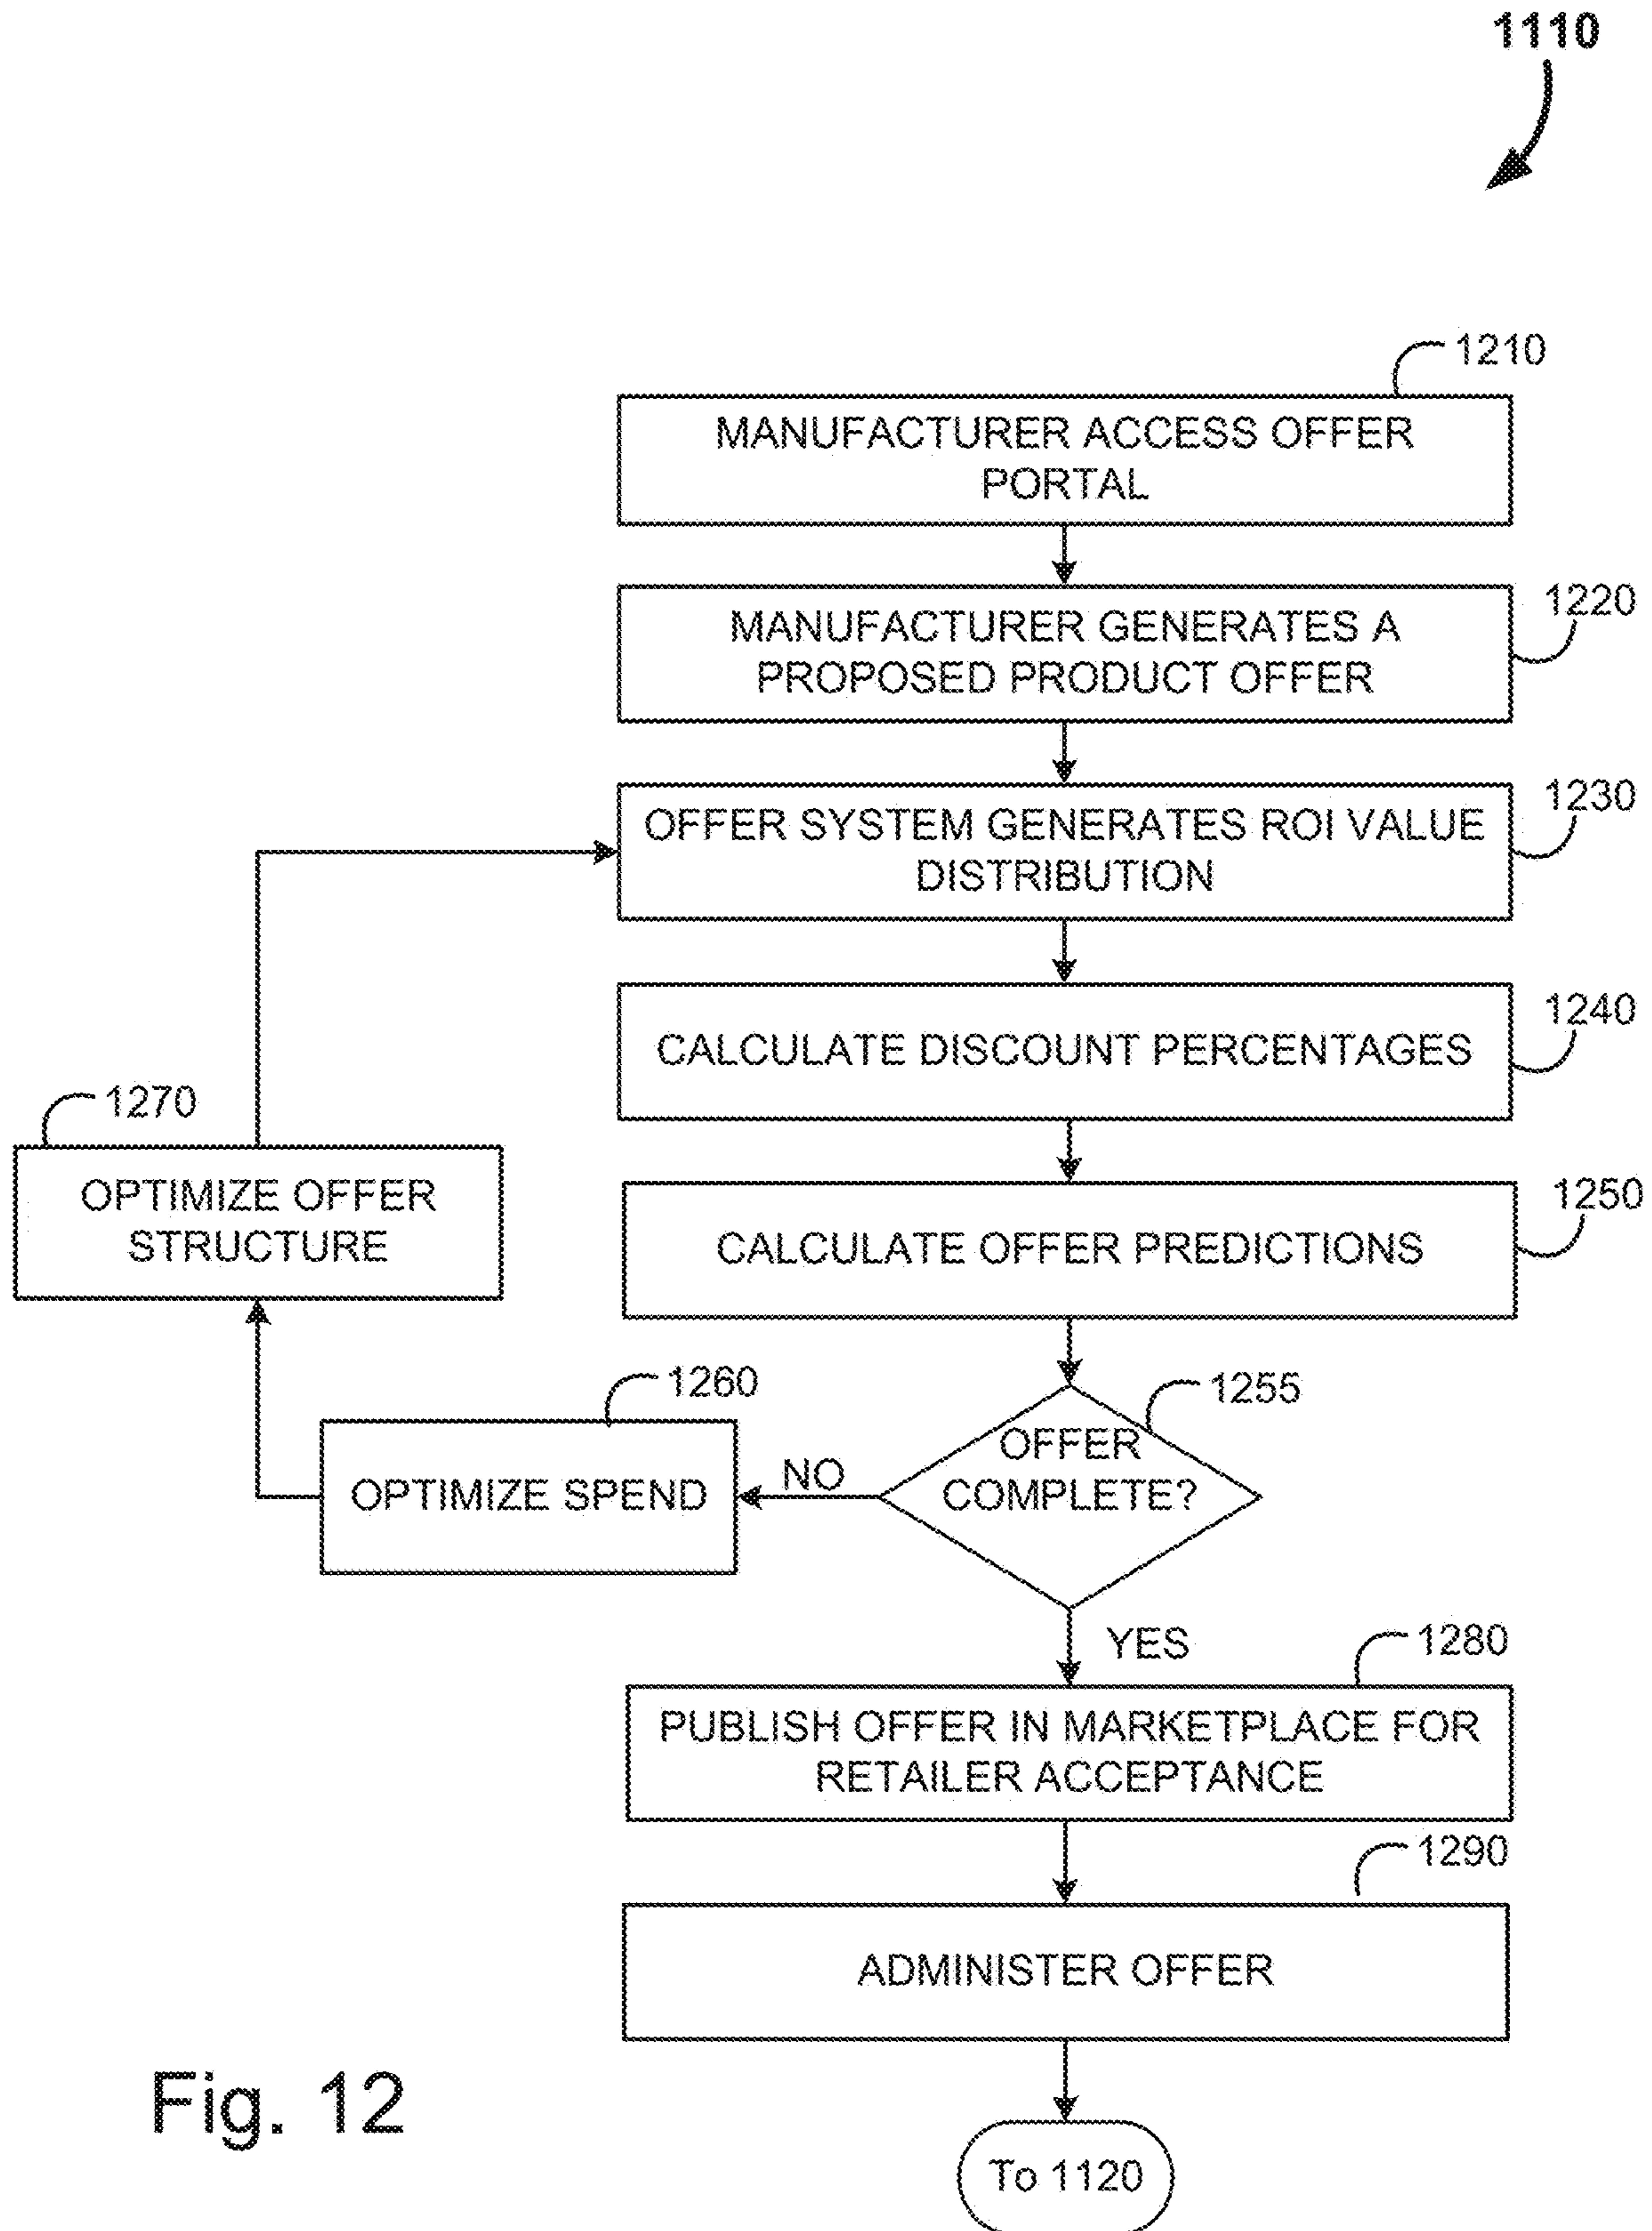 1110
1210
MANUFACTURER ACCESS OFFER
PORTAL
1220
MANUFACTURER GENERATES A
PROPOSED PRODUCT OFFER
1230
OFFER SYSTEM GENERATES ROI VALUE
DISTRIBUTION
1240
CALCULATE DISCOUNT PERCENTAGES
1270
OPTIMIZE OFFER
STRUCTURE
1250
CALCULATE OFFER PREDICTIONS
1260
OPTIMIZE SPEND
NO
1255
OFFER
COMPLETE?
YES
1280
PUBLISH OFFER IN MARKETPLACE FOR
RETAILER ACCEPTANCE
1290
ADMINISTER OFFER
Fig. 12
To 1120